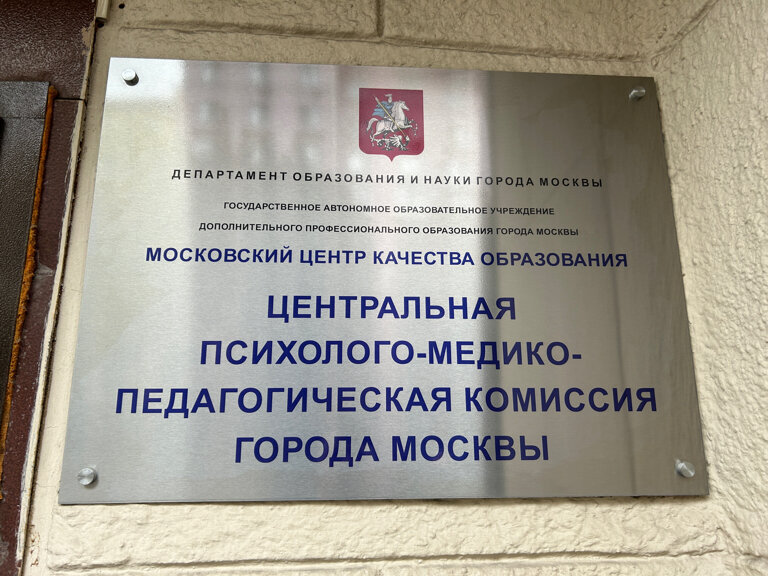 ДЕПАРТАМЕНТ ОБРАЗОВАНИЯ И НАУКИ ГОРОДА МОСКВЫ
ГОСУДАРСТВЕННОЕ АВТОНОМНОЕ ОБРАЗОВАТЕЛЬНОЕ УЧРЕЖДЕНИЕ
ДОПОЛНИТЕЛЬНОГО ПРОФЕССИОНАЛЬНОГО ОБРАЗОВАНИЯ ГОРОДА МОСКВЫ
МОСКОВСКИЙ ЦЕНТР КАЧЕСТВА ОБРАЗОВАНИЯ
ЦЕНТРАЛЬНАЯ
ПСИХОЛОГО-МЕДИКО-
ПЕДАГОГИЧЕСКАЯ КОМИССИЯ
ГОРОДА МОСКВЫ